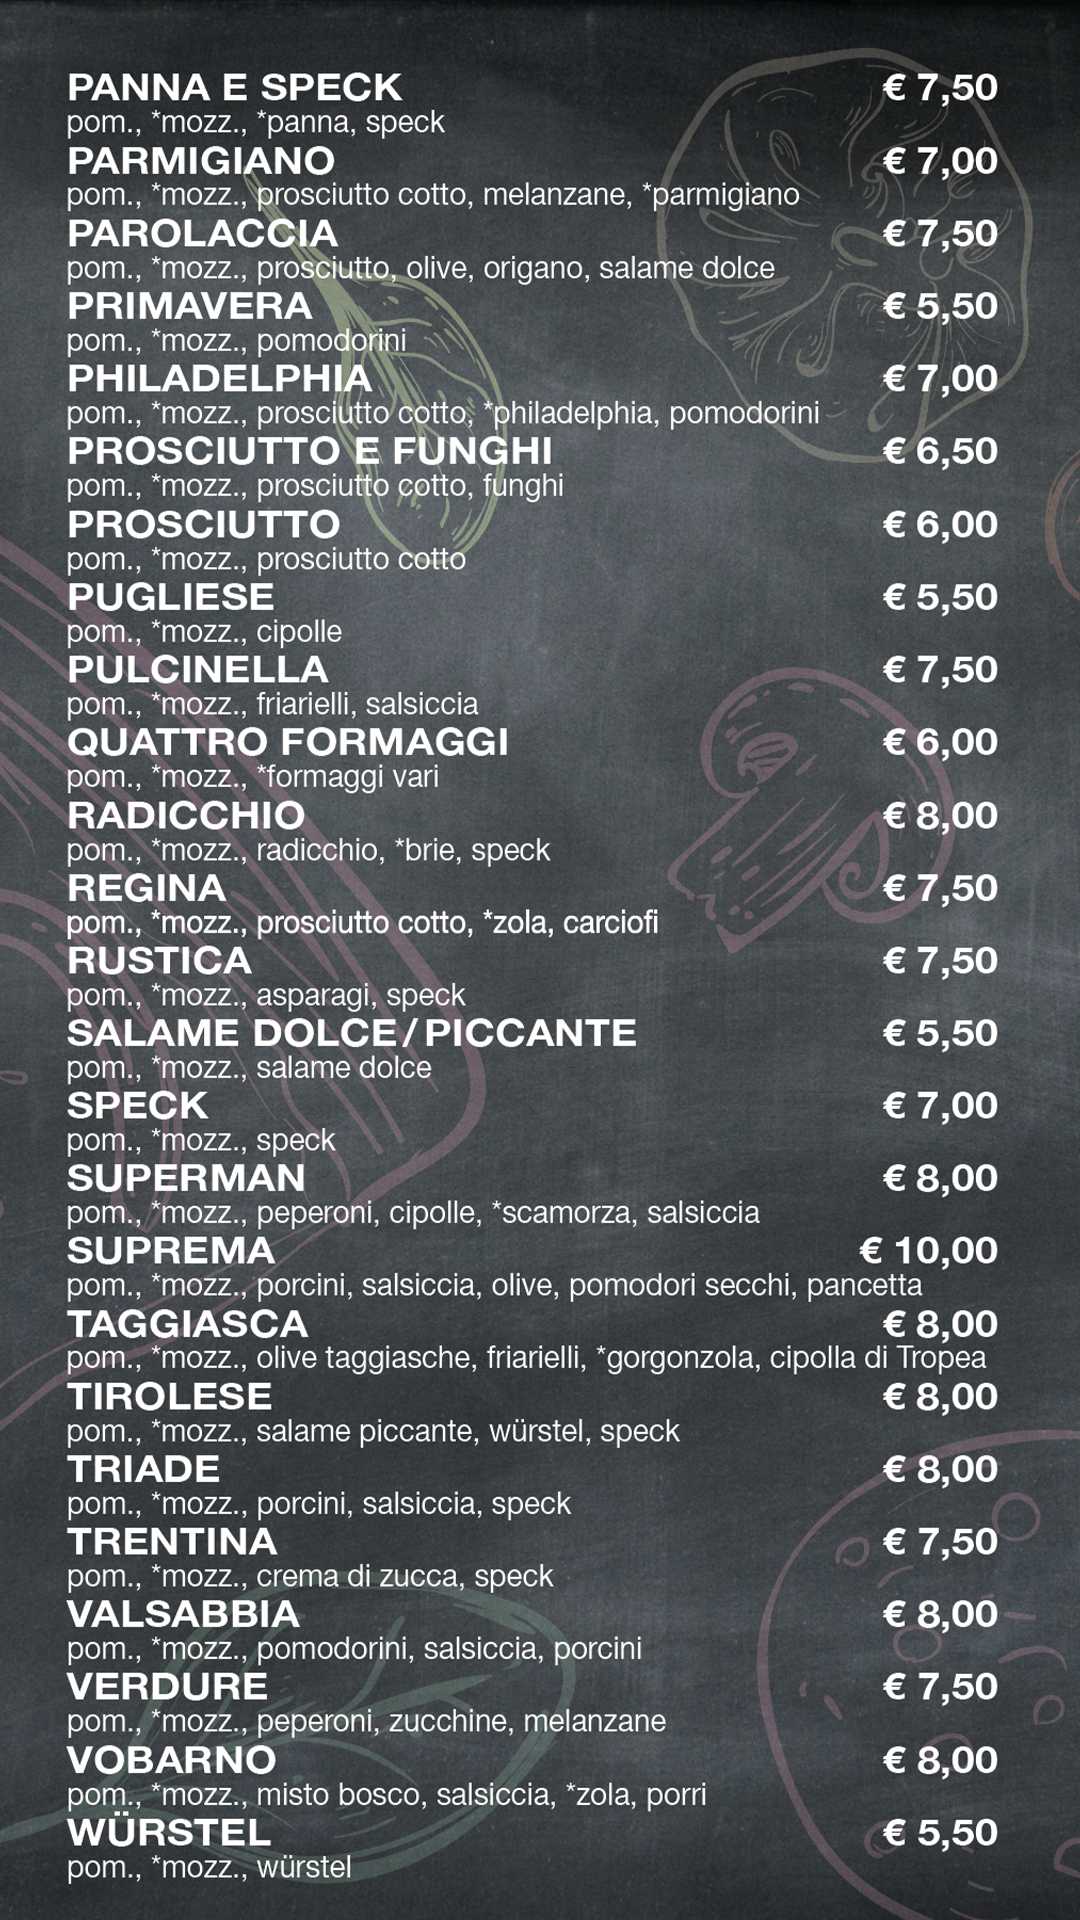 PANNA E SPECK € 7,50
pom., *mozz., *panna, speck
PARMIGIANO € 7,00
pom., *mozz., prosciutto cotto, melanzane, *parmigiano
PAROLACCIA € 7,50
pom., *mozz., prosciutto, olive, origano, salame dolce
PRIMAVERA € 5,50
pom., *mozz., pomodorini
PHILADELPHIA € 7,00
pom., *mozz., prosciutto cotto, *philadelphia, pomodorini
PROSCIUTTO E FUNGHI € 6,50
pom., *mozz., prosciutto cotto, funghi
PROSCIUTTO € 6,00
pom., *mozz., prosciutto cotto
PUGLIESE € 5,50
pom., *mozz., cipolle
PULCINELLA € 7,50
pom., *mozz., friarielli, salsiccia
QUATTRO FORMAGGI € 6,00
pom., *mozz., *formaggi vari
RADICCHIO € 8,00
pom., *mozz., radicchio, *brie, speck
REGINA € 7,50
pom., *mozz., prosciutto cotto, *zola, carciofi
RUSTICA € 7,50
pom., *mozz., asparagi, speck
SALAME DOLCE/PICCANTE € 5,50
pom., *mozz., salame dolce
SPECK € 7,00
pom., *mozz., speck
SUPERMAN € 8,00
pom., *mozz., peperoni, cipolle, *scamorza, salsiccia
SUPREMA € 10,00
pom., *mozz., porcini, salsiccia, olive, pomodori secchi, pancetta
TAGGIASCA € 8,00
pom., *mozz., olive taggiasche, friarielli, *gorgonzola, cipolla di Tropea
TIROLESE € 8,00
pom., *mozz., salame piccante, würstel, speck
TRIADE € 8,00
pom., *mozz., porcini, salsiccia, speck
TRENTINA € 7,50
pom., *mozz., crema di zucca, speck
VALSABBIA € 8,00
pom., *mozz., pomodorini, salsiccia, porcini
VERDURE € 7,50
pom., *mozz., peperoni, zucchine, melanzane
VOBARNO € 8,00
pom., *mozz., misto bosco, salsiccia, *zola, porri
WÜRSTEL € 5,50
pom., *mozz., würstel